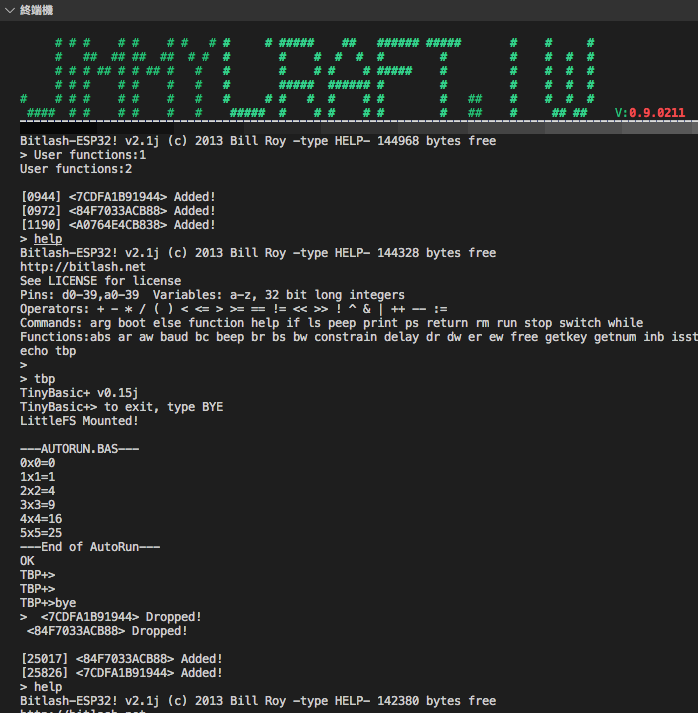 終端機
V:0.9.0211
Bitlash-ESP32! v2.1j (c) 2013 Bill Roy -type HELP- 144968 bytes free
> User functions:1
User functions:2
[0944] <7CDFA1B91944> Added!
[0972] <84F7033ACB88> Added!
[1190] <A0764E4CB838> Added!
> help
Bitlash-ESP32! v2.1j (c) 2013 Bill Roy -type HELP- 144328 bytes free
http://bitlash.net
See LICENSE for license
Pins: d0-39,a0-39  Variables: a-z, 32 bit long integers
Operators: + - * / ( ) < <= > >= == != << >> ! ^ & | ++ -- :=
Commands: arg boot else function help if ls peep print ps return rm run stop switch while
Functions:abs ar aw baud bc beep br bs bw constrain delay dr dw er ew free getkey getnum inb isst
echo tbp
>
> tbp
TinyBasic+ v0.15j
TinyBasic+> to exit, type BYE
LittleFS Mounted!
---AUTORUN.BAS---
0x0=0
1x1=1
2x2=4
3x3=9
4x4=16
5x5=25
---End of AutoRun---
OK
TBP+>
TBP+>
TBP+>bye
>  <7CDFA1B91944> Dropped!
<84F7033ACB88> Dropped!
[25017] <84F7033ACB88> Added!
[25826] <7CDFA1B91944> Added!
> help
Bitlash-ESP32! v2.1j (c) 2013 Bill Roy -type HELP- 142380 bytes free